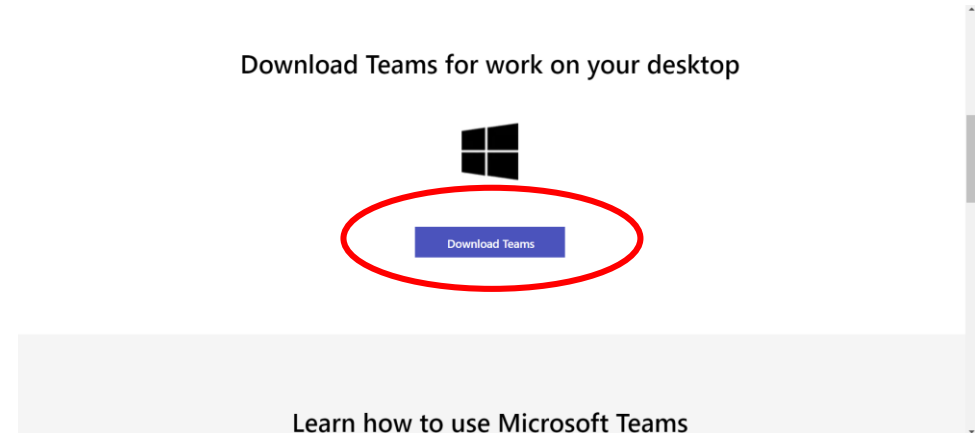 Download Teams for work on your desktop
Download Teams
Learn how to use Microsoft Teams